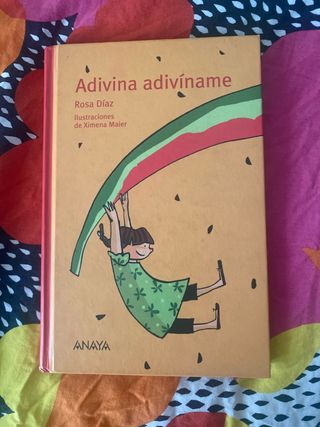 Adivina adivíname
Rosa Díaz
Ilustraciones
de Ximena Maier
ANAYA